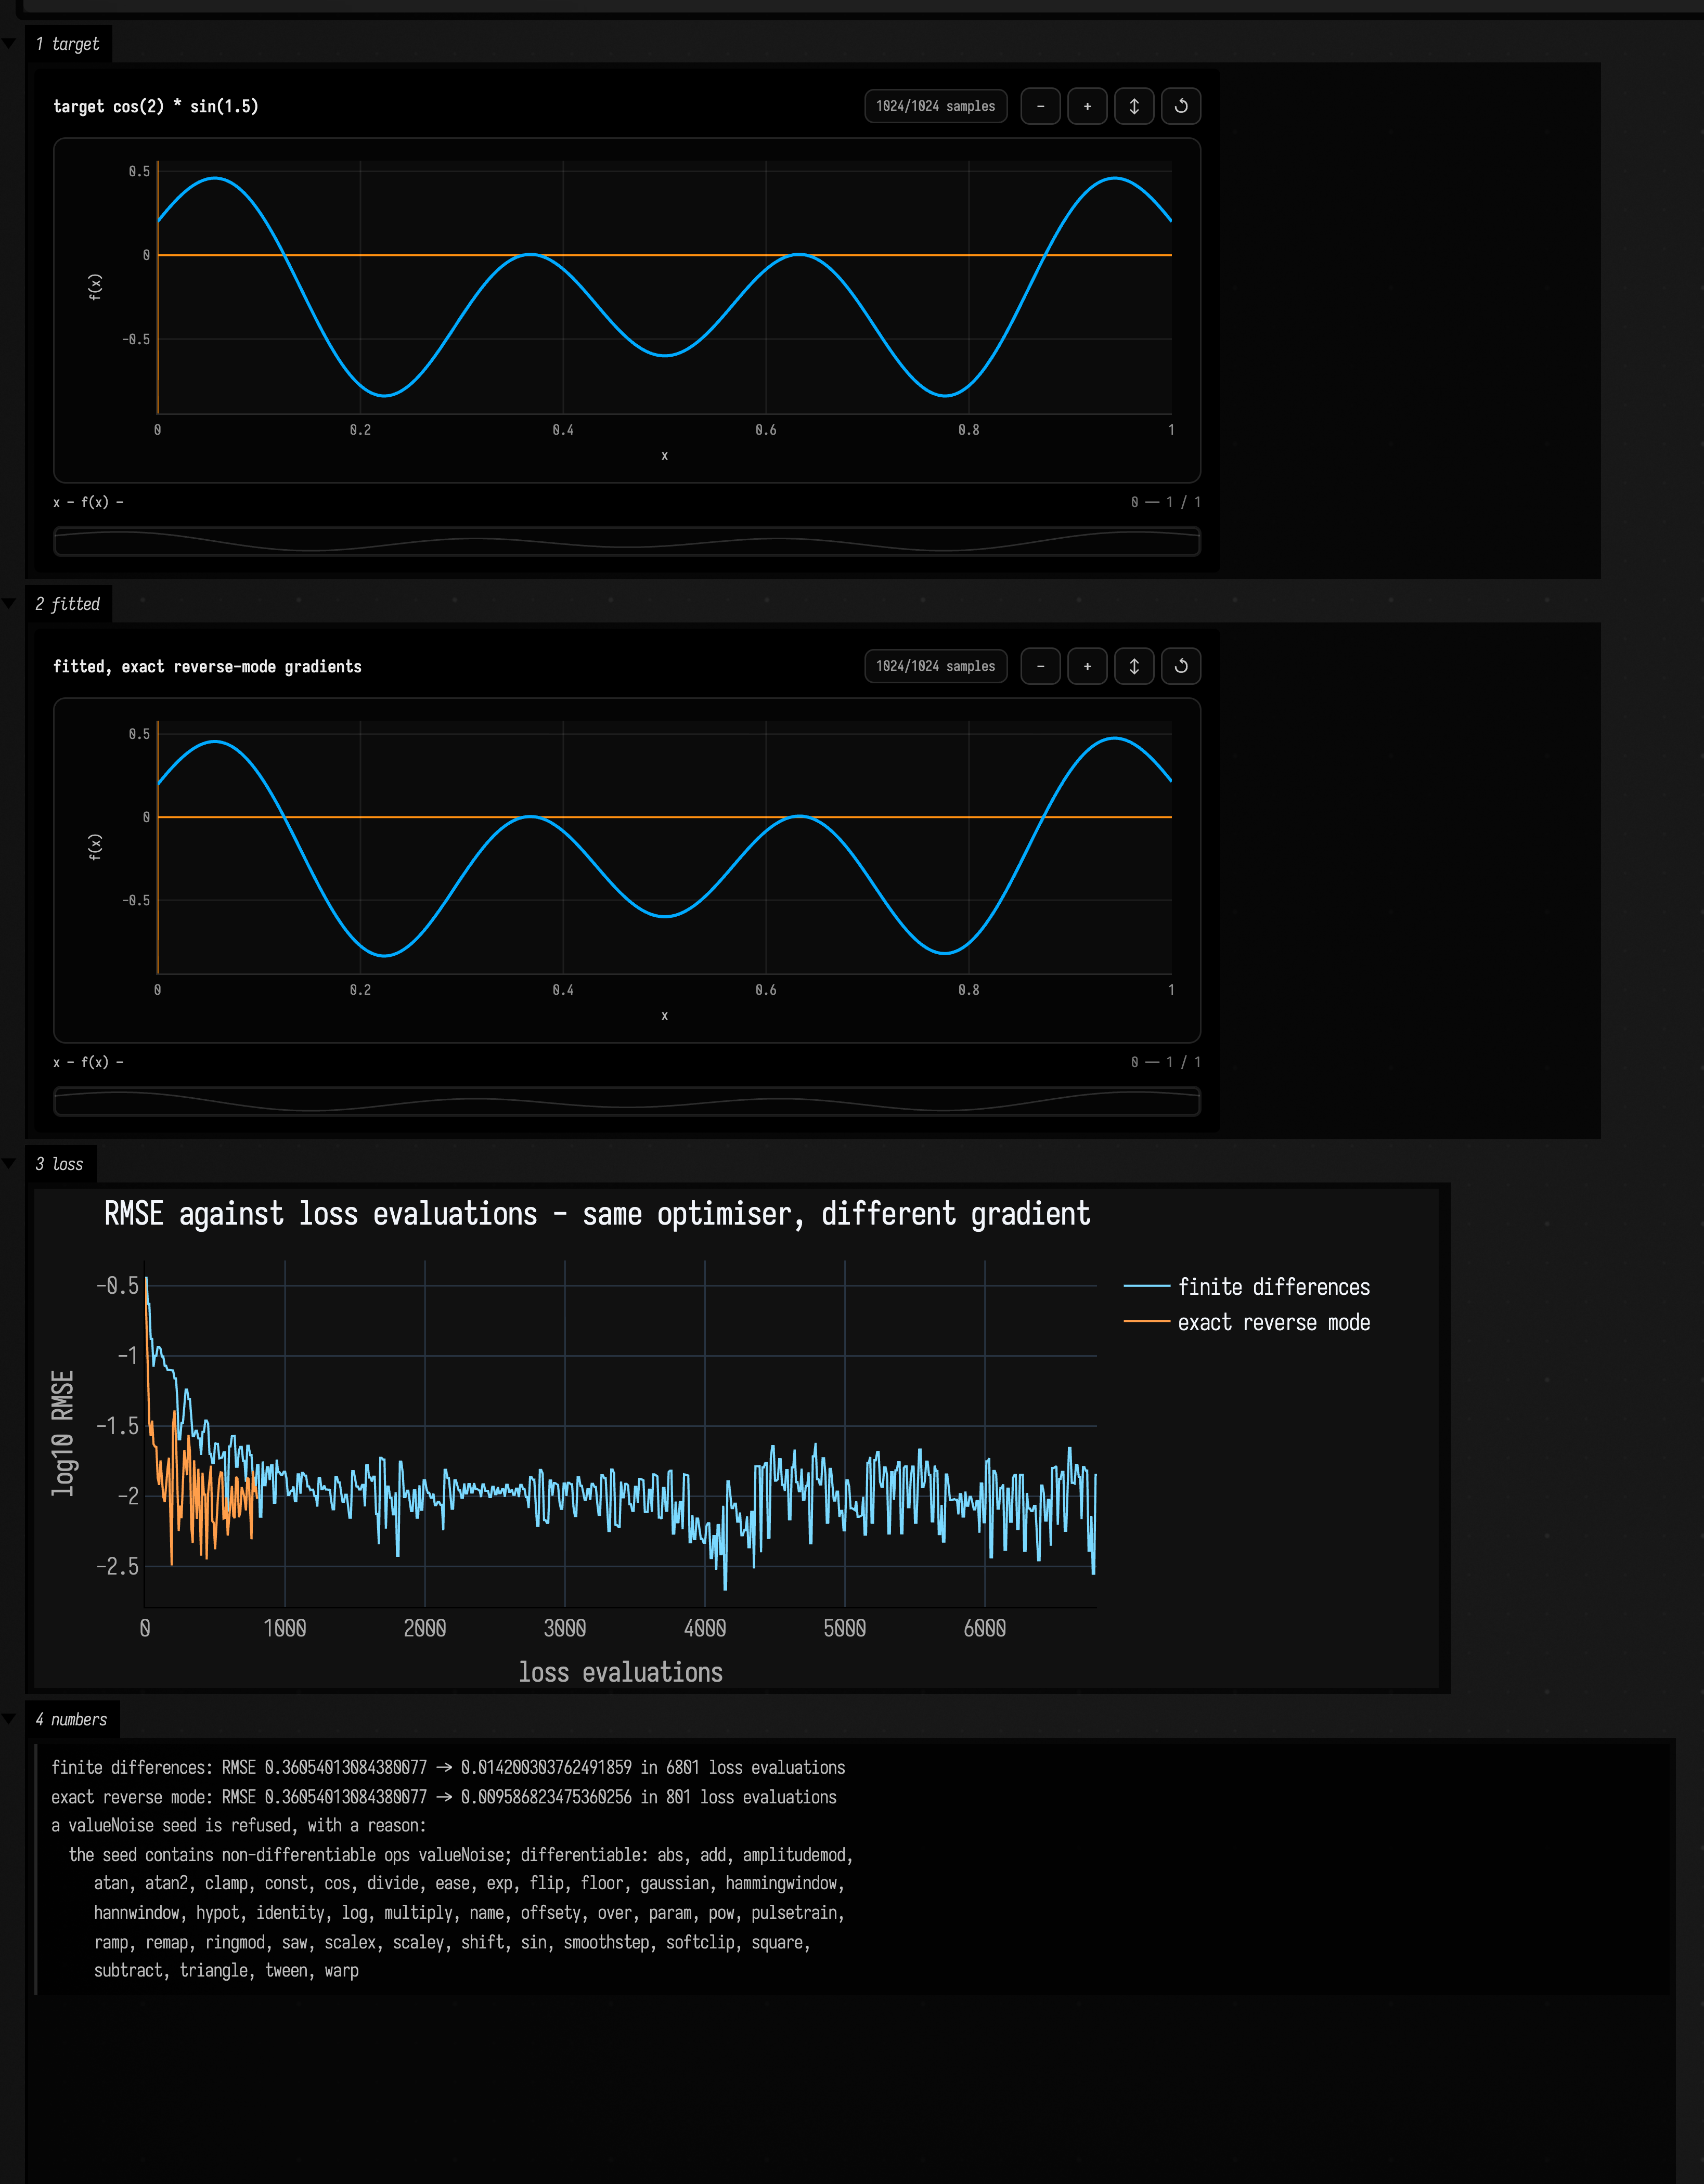 1 target
target cos(2) * sin(1.5)
1024/1024 samples
−
+
↕
↺
0.5
0
−0.5
f(x)
0 0.2 0.4 0.6 0.8 1
x
x − f(x) −
0 — 1 / 1
2 fitted
fitted, exact reverse-mode gradients
1024/1024 samples
−
+
↕
↺
0.5
0
−0.5
f(x)
0 0.2 0.4 0.6 0.8 1
x
x − f(x) −
0 — 1 / 1
3 loss
RMSE against loss evaluations − same optimiser, different gradient
−0.5
−1
−1.5
−2
−2.5
log10 RMSE
0 1000 2000 3000 4000 5000 6000
loss evaluations
finite differences
exact reverse mode
4 numbers
finite differences: RMSE 0.36054013084380077 → 0.014200303762491859 in 6801 loss evaluations
exact reverse mode: RMSE 0.36054013084380077 → 0.009586823475360256 in 801 loss evaluations
a valueNoise seed is refused, with a reason:
the seed contains non-differentiable ops valueNoise; differentiable: abs, add, amplitudemod,
atan, atan2, clamp, const, cos, divide, ease, exp, flip, floor, gaussian, hammingwindow,
hannwindow, hypot, identity, log, multiply, name, offsety, over, param, pow, pulsetrain,
ramp, remap, ringmod, saw, scalex, scaley, shift, sin, smoothstep, softclip, square,
subtract, triangle, tween, warp